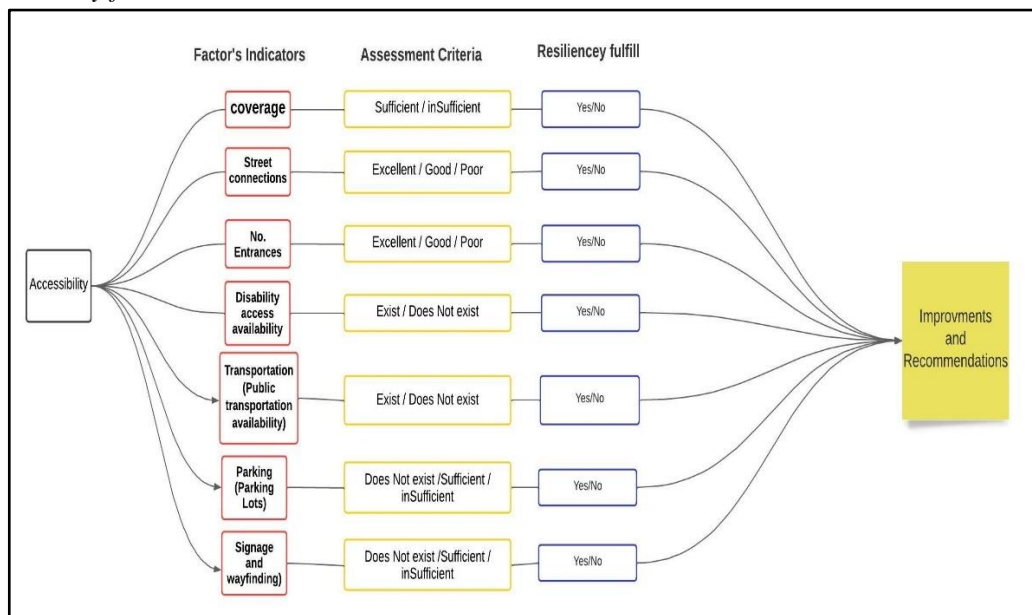 Factor's Indicators
Assessment Criteria
Resiliencey fulfill
coverage
Sufficient / inSufficient
Yes/No
Street
connections
Excellent / Good / Poor
Yes/No
No.
Entrances
Excellent / Good / Poor
Yes/No
Accessibility
Disability
access
availability
Exist / Does Not exist
Yes/No
Improvments
and
Recommendations
Transportation
(Public
transportation
availability)
Exist / Does Not exist
Yes/No
Parking
(Parking
Lots)
Does Not exist /Sufficient /
inSufficient
Yes/No
Signage
and
wayfinding)
Does Not exist /Sufficient /
inSufficient
Yes/No